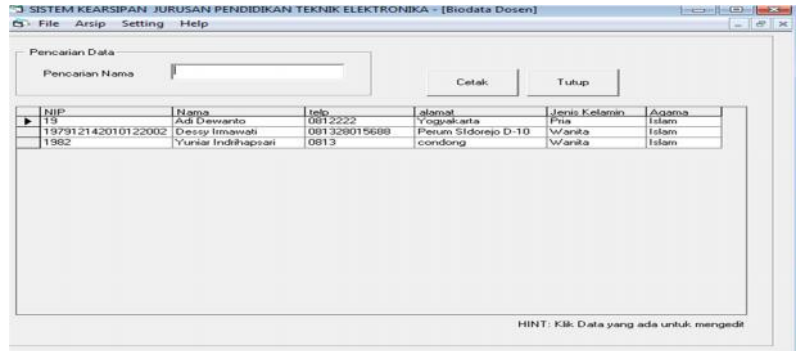 SISTEM KEARSIPAN JURUSAN PENDIDIKAN TEKNIK ELEKTRONIKA - [Biodata Dosen]
File Arsip Setting Help
Pencarian Data
Pencarian Nama
Cetak Tutup
NIP Nama telp alamat Jenis Kelamin Agama
19 Adi Dewanto 0812222 Yogyakarta Pria Islam
197912142010122002 Dessy Irmawati 081328015688 Perum SIdorejo D-10 Wanita Islam
1982 Yuniar Indrihapsari 0813 condong Wanita Islam
HINT: Klik Data yang ada untuk mengedit